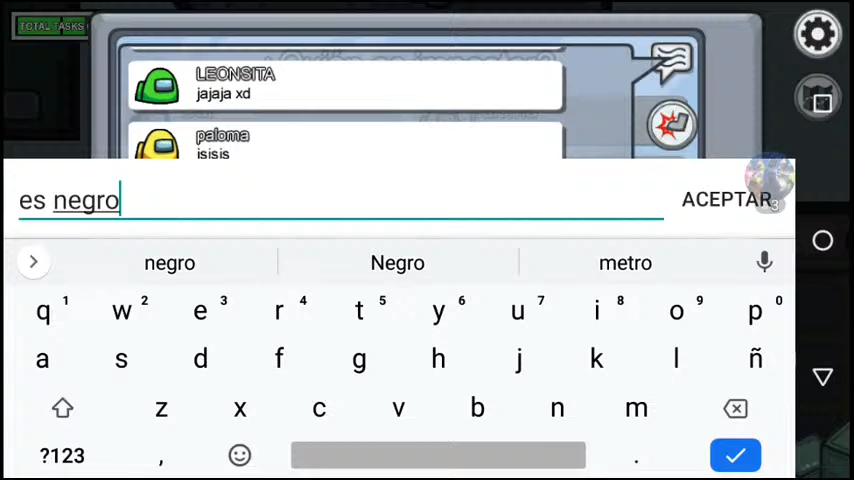 TOTAL TASKS
LEONSITA
jajaja xd
paloma
isisis
es negro
ACEPTAR
3
negro Negro metro
q 1 w 2 e 3 r 4 t 5 y 6 u 7 i 8 o 9 p 0
a s d f g h j k l ñ
z x c v b n m
?123 , .